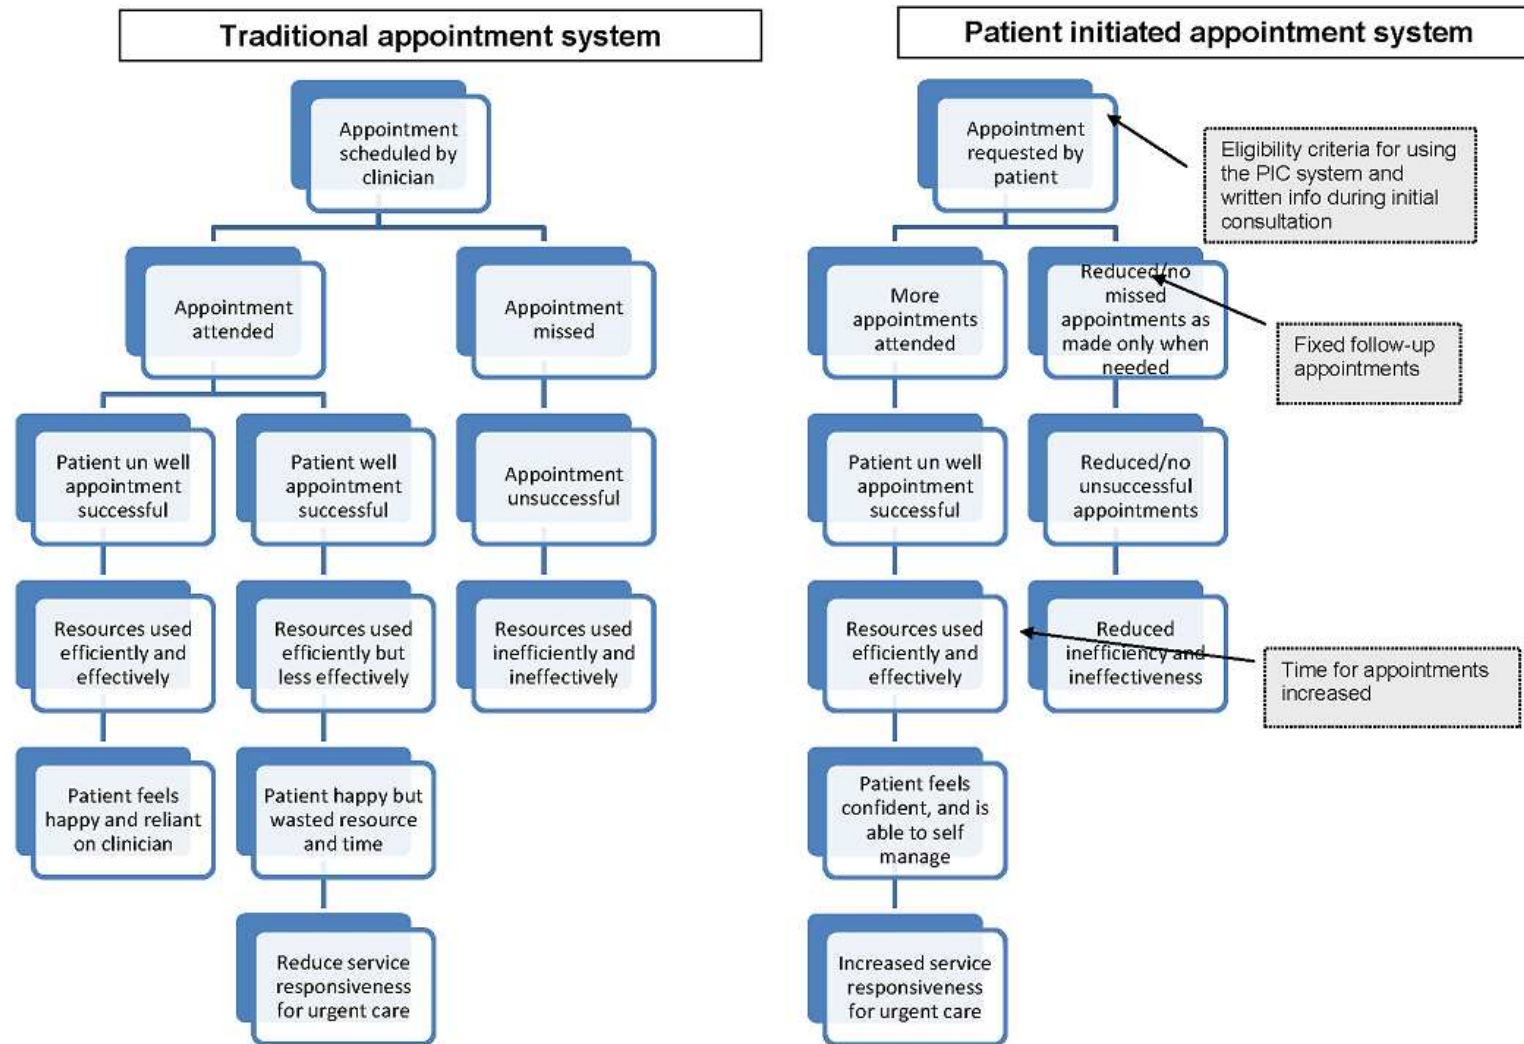 Traditional appointment system
Appointment
scheduled by
clinician
Appointment
attended
Appointment
missed
Patient un well
appointment
successful
Patient well
appointment
successful
Appointment
unsuccessful
Resources used
efficiently and
effectively
Resources used
efficiently but
less effectively
Resources used
inefficiently and
ineffectively
Patient feels
happy and reliant
on clinician
Patient happy but
wasted resource
and time
Reduce service
responsiveness
for urgent care
Patient initiated appointment system
Appointment
requested by
patient
Eligibility criteria for using
the PIC system and
written info during initial
consultation
More
appointments
attended
Reduced/no
missed
appointments as
made only when
needed
Fixed follow-up
appointments
Patient un well
appointment
successful
Reduced/no
unsuccessful
appointments
Resources used
efficiently and
effectively
Reduced
inefficiency and
ineffectiveness
Time for appointments
increased
Patient feels
confident, and is
able to self
manage
Increased service
responsiveness
for urgent care